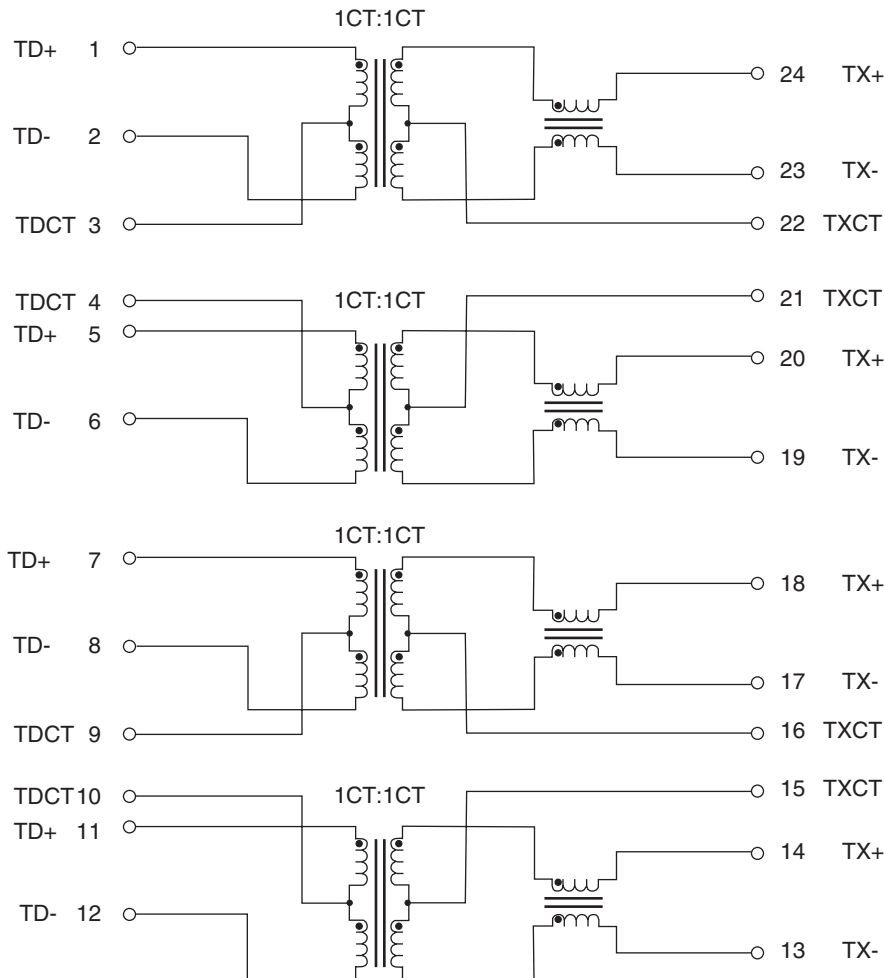 1CT:1CT
TD+ 1
24 TX+
TD- 2
23 TX-
TDCT 3
22 TXCT
TDCT 4
1CT:1CT
21 TXCT
TD+ 5
20 TX+
TD- 6
19 TX-
1CT:1CT
TD+ 7
18 TX+
TD- 8
17 TX-
TDCT 9
16 TXCT
TDCT 10
1CT:1CT
15 TXCT
TD+ 11
14 TX+
TD- 12
13 TX-